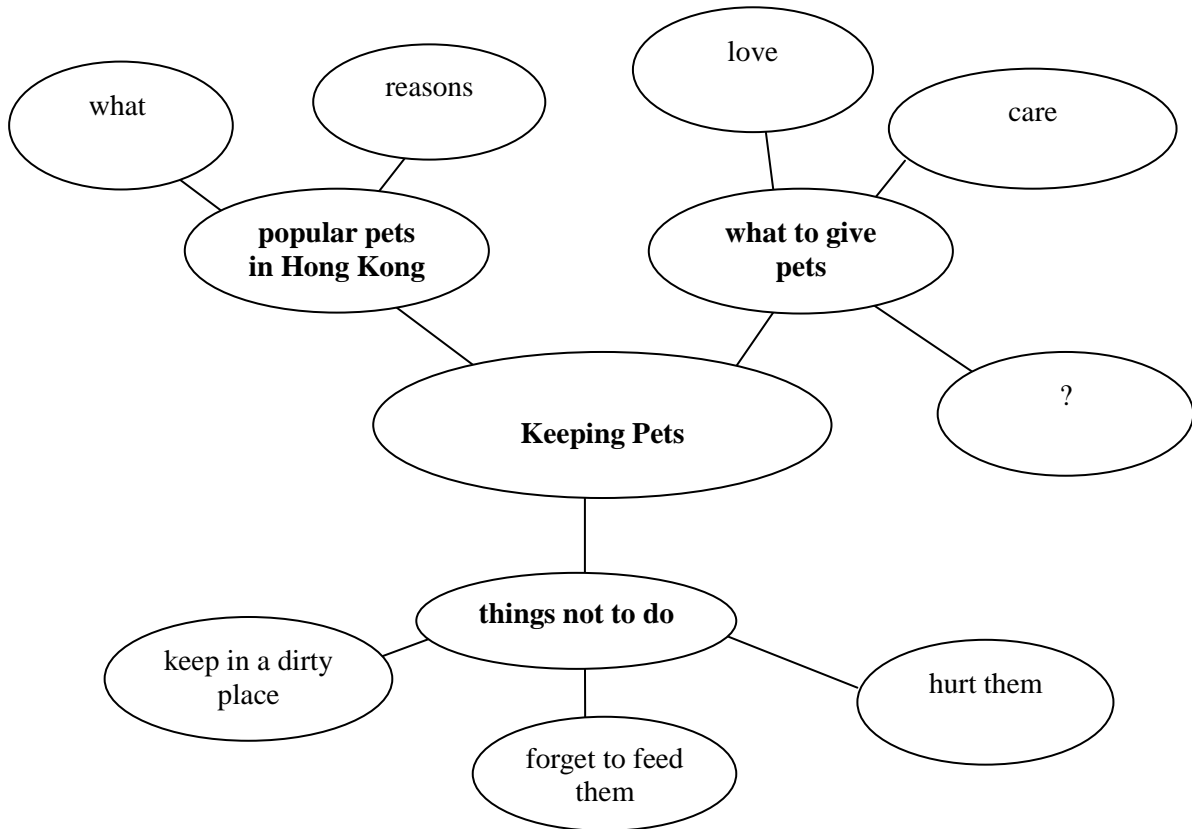 love
what
reasons
care
popular pets
in Hong Kong
what to give
pets
?
Keeping Pets
things not to do
keep in a dirty
place
hurt them
forget to feed
them